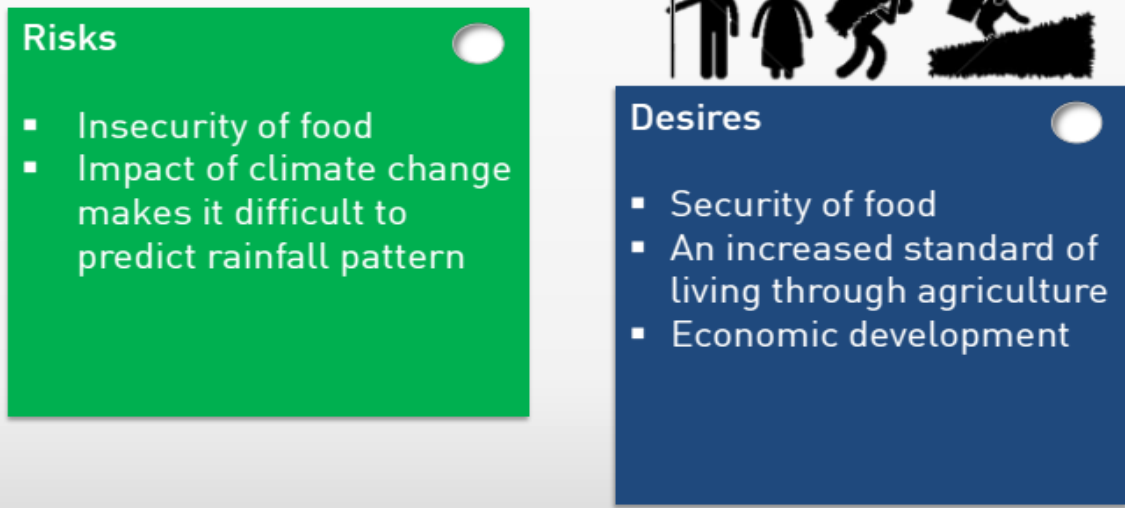 Risks
▪ Insecurity of food
▪ Impact of climate change
makes it difficult to
predict rainfall pattern
Desires
▪ Security of food
▪ An increased standard of
living through agriculture
▪ Economic development